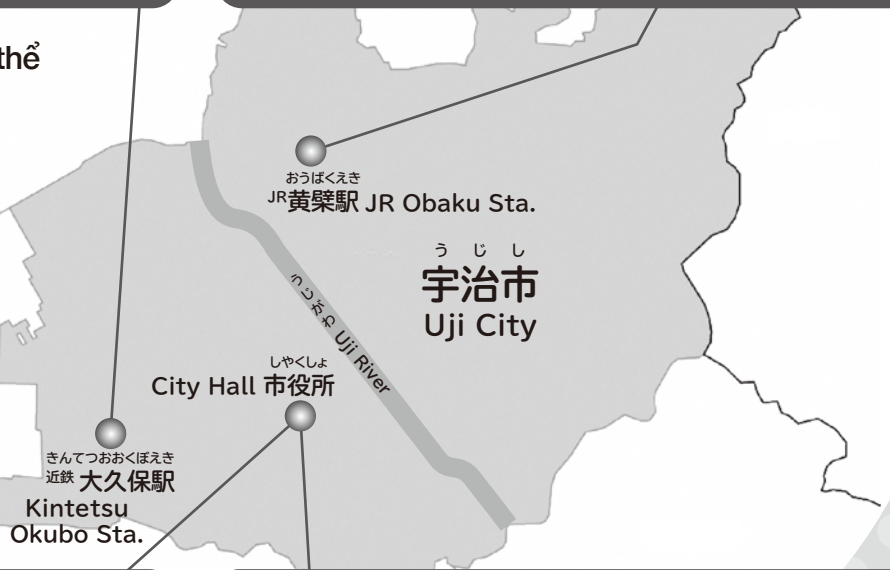 thể
おうばくえき
JR黄檗駅 JR Obaku Sta.
うじし
宇治市
Uji City
うじがわ Uji River
しやくしょ
City Hall 市役所
きんてつおおくぼえき
近鉄 大久保駅
Kintetsu
Okubo Sta.